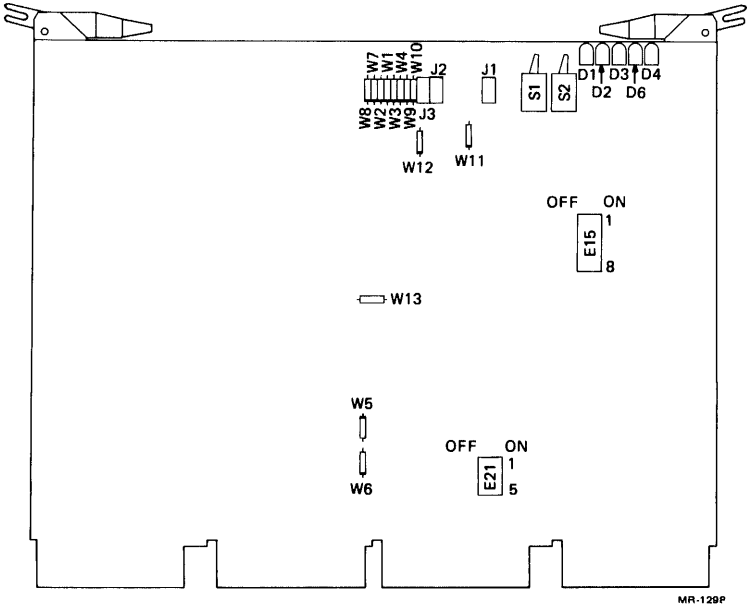 W7 W1 W4 W10
J2
J1
S1
S2
D1 D3 D4
D2 D6
W8 W2 W3 W9
J3
W12
W11
OFF ON
E15
1
8
W13
W5
W6
OFF ON
E21
1
5
MR-129P